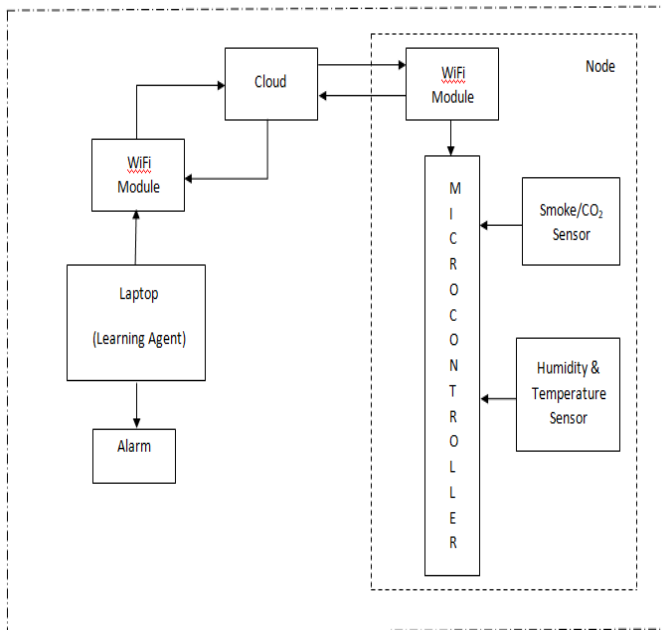 Cloud
WiFi
Module
Node
WiFi
Module
M
I
C
R
O
C
O
N
T
R
O
L
L
E
R
Smoke/CO₂
Sensor
Laptop
(Learning Agent)
Humidity &
Temperature
Sensor
Alarm